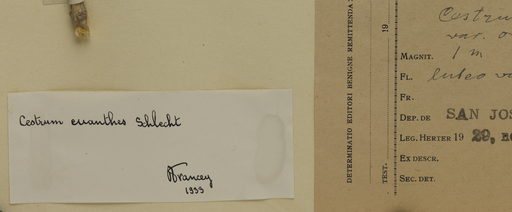 Cestrum euanthes Schlecht
Francey
1933
DETERMINATIO EDITORI BENIGNE REMITTENDA
TEST. 19
Cestru
var.
MAGNIT. 1 m
FL. luteo
FR.
DEP. DE SAN JOS
LEG. HERTER 19 29,
EX DESCR.
SEC. DET.